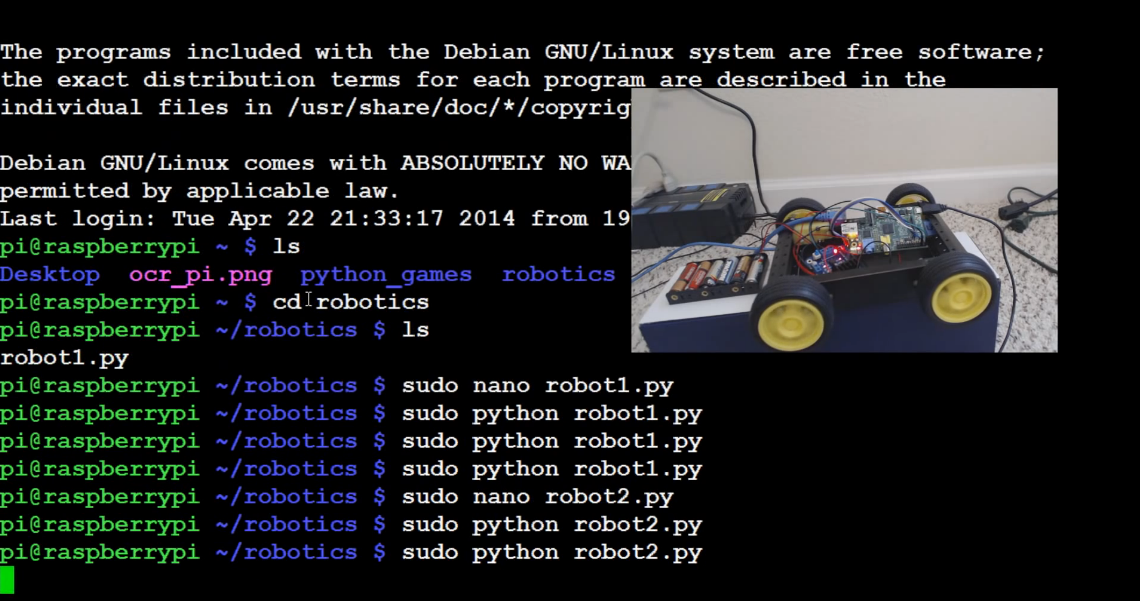 The programs included with the Debian GNU/Linux system are free software;
the exact distribution terms for each program are described in the
individual files in /usr/share/doc/*/copyrig
Debian GNU/Linux comes with ABSOLUTELY NO WA
permitted by applicable law.
Last login: Tue Apr 22 21:33:17 2014 from 19
pi@raspberrypi ~ $ ls
Desktop ocr_pi.png python_games robotics
pi@raspberrypi ~ $ cd robotics
pi@raspberrypi ~/robotics $ ls
robot1.py
pi@raspberrypi ~/robotics $ sudo nano robot1.py
pi@raspberrypi ~/robotics $ sudo python robot1.py
pi@raspberrypi ~/robotics $ sudo python robot1.py
pi@raspberrypi ~/robotics $ sudo python robot1.py
pi@raspberrypi ~/robotics $ sudo nano robot2.py
pi@raspberrypi ~/robotics $ sudo python robot2.py
pi@raspberrypi ~/robotics $ sudo python robot2.py